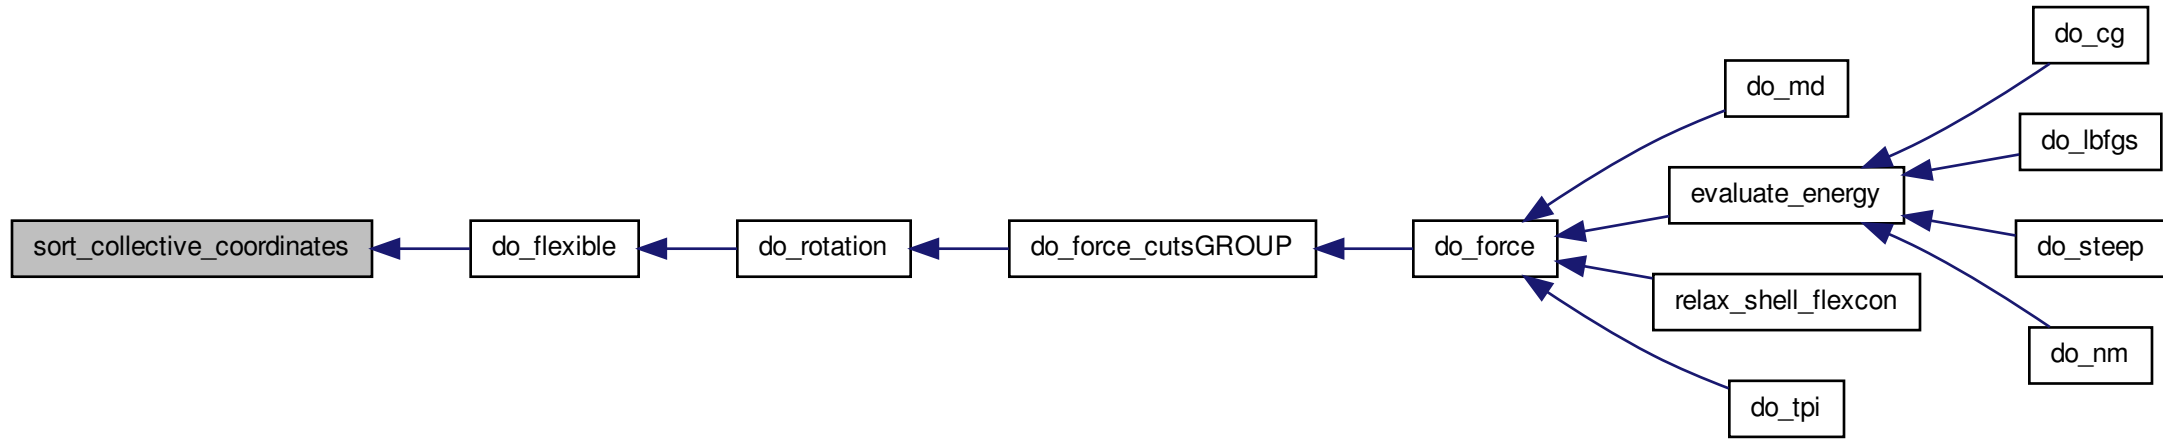 sort_collective_coordinates
do_flexible
do_rotation
do_force_cutsGROUP
do_force
do_md
evaluate_energy
relax_shell_flexcon
do_tpi
do_cg
do_lbfgs
do_steep
do_nm